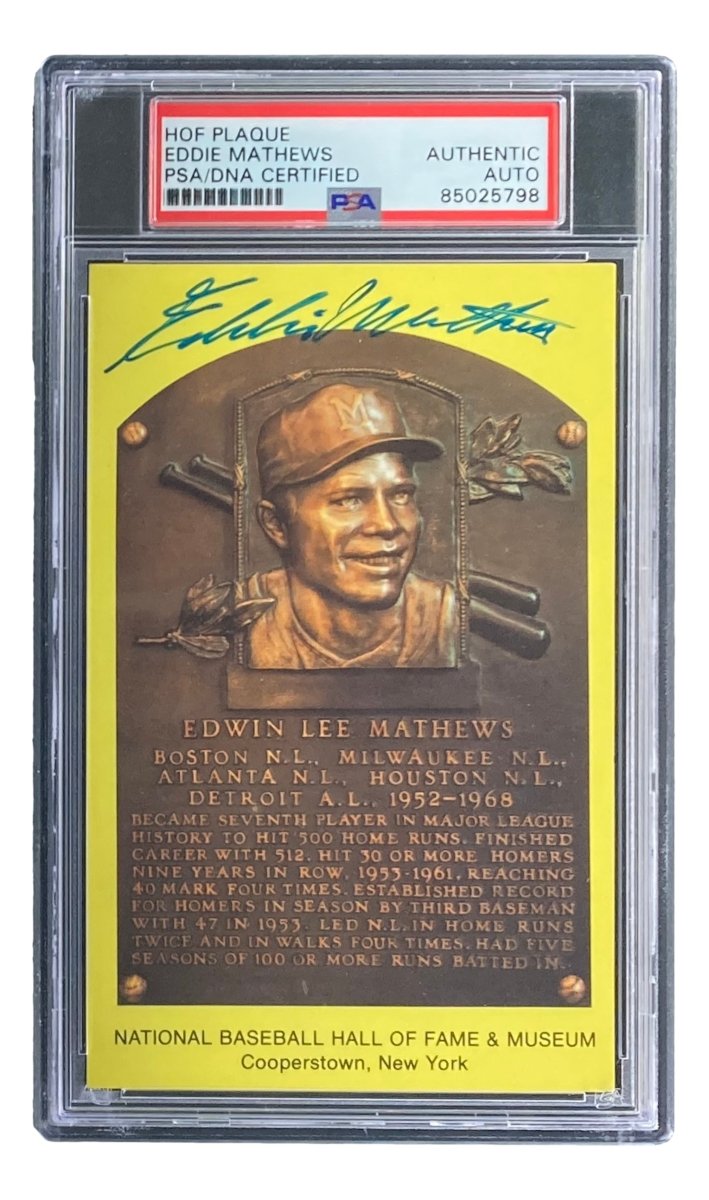 HOF PLAQUE
EDDIE MATHEWS AUTHENTIC
PSA/DNA CERTIFIED AUTO
PSA 85025798
Eddie Mathews
M
EDWIN LEE MATHEWS
BOSTON N.L., MILWAUKEE N.L.,
ATLANTA N.L., HOUSTON N.L.,
DETROIT A.L., 1952-1968
BECAME SEVENTH PLAYER IN MAJOR LEAGUE
HISTORY TO HIT 500 HOME RUNS. FINISHED
CAREER WITH 512. HIT 30 OR MORE HOMERS
NINE YEARS IN ROW, 1953-1961, REACHING
40 MARK FOUR TIMES. ESTABLISHED RECORD
FOR HOMERS IN SEASON BY THIRD BASEMAN
WITH 47 IN 1953. LED N.L. IN HOME RUNS
TWICE AND IN WALKS FOUR TIMES. HAD FIVE
SEASONS OF 100 OR MORE RUNS BATTED IN.
NATIONAL BASEBALL HALL OF FAME & MUSEUM
Cooperstown, New York